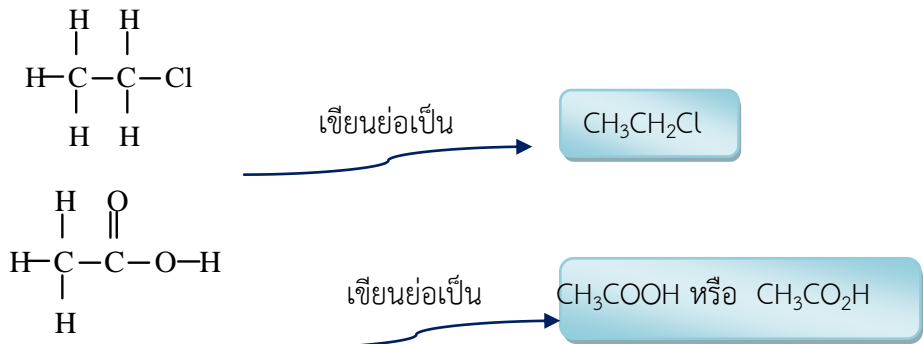 H H
H–C–C–Cl
H H
เขียนย่อเป็น
CH₃CH₂Cl
H O
H–C–C–O–H
H
เขียนย่อเป็น
CH₃COOH หรือ CH₃CO₂H